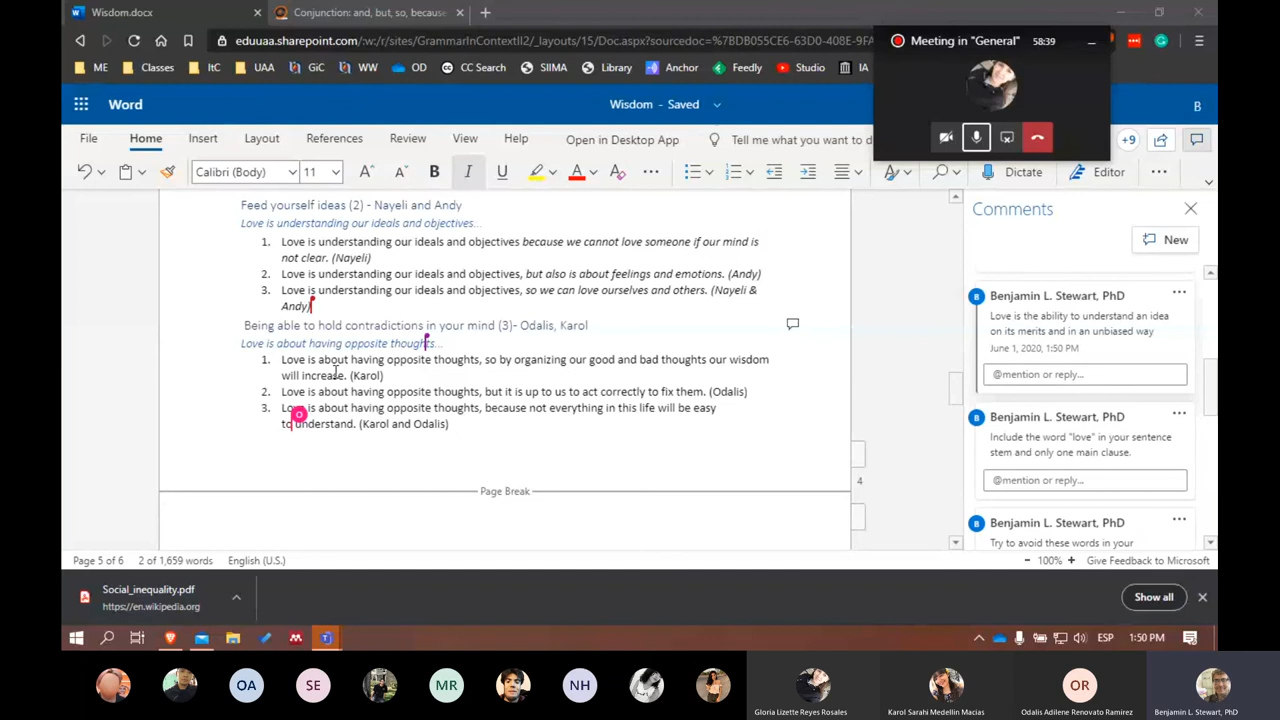 Wisdom.docx
Conjunction: and, but, so, because
eduuaa.sharepoint.com/:w:/r/sites/GrammarInContextII2/_layouts/15/Doc.aspx?sourcedoc=%7BDB055CE6-63D0-408E-9FA
Meeting in "General" 58:39
ME Classes ItC UAA GiC WW OD CC Search SIIMA Library Anchor Feedly Studio IA
Word
Wisdom - Saved
B
File Home Insert Layout References Review View Help Open in Desktop App Tell me what you want to d +9
Calibri (Body) 11 B I U A Dictate Editor
Feed yourself ideas (2) - Nayeli and Andy
Love is understanding our ideals and objectives...
1. Love is understanding our ideals and objectives because we cannot love someone if our mind is
not clear. (Nayeli)
2. Love is understanding our ideals and objectives, but also is about feelings and emotions. (Andy)
3. Love is understanding our ideals and objectives, so we can love ourselves and others. (Nayeli &
Andy)
Being able to hold contradictions in your mind (3)- Odalis, Karol
Love is about having opposite thoughts...
1. Love is about having opposite thoughts, so by organizing our good and bad thoughts our wisdom
will increase. (Karol)
2. Love is about having opposite thoughts, but it is up to us to act correctly to fix them. (Odalis)
3. Love is about having opposite thoughts, because not everything in this life will be easy
to understand. (Karol and Odalis)
O
4
Page Break
Comments
New
B Benjamin L. Stewart, PhD
Love is the ability to understand an idea
on its merits and in an unbiased way
June 1, 2020, 1:50 PM
@mention or reply...
B Benjamin L. Stewart, PhD
Include the word "love" in your sentence
stem and only one main clause.
@mention or reply...
B Benjamin L. Stewart, PhD
Try to avoid these words in your
Page 5 of 6 2 of 1,659 words English (U.S.) 100% Give Feedback to Microsoft
Social_inequality.pdf
https://en.wikipedia.org
Show all
ESP 1:50 PM
OA SE MR NH OR
Gloria Lizette Reyes Rosales
Karol Sarahi Medellin Macias
Odalis Adilene Renovato Ramirez
Benjamin L. Stewart, PhD